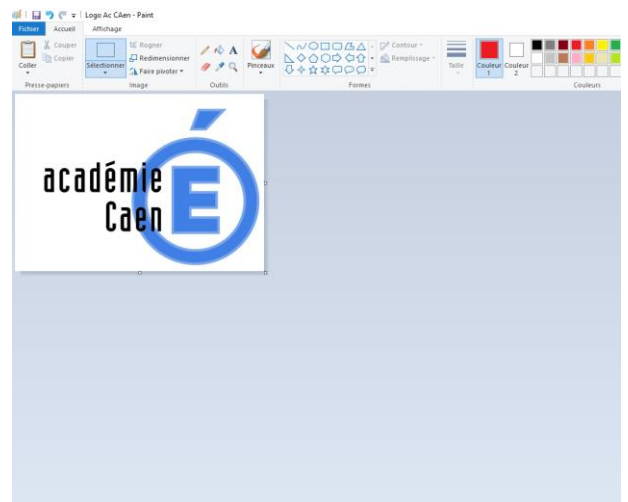 Logo Ac CAen - Paint
Fichier Accueil Affichage
Coller
Couper
Copier
Presse-papiers
Sélectionner
Rogner
Redimensionner
Faire pivoter
Image
A
Outils
Pinceaux
Formes
Contour
Remplissage
Taille
Couleur 1
Couleur 2
Couleurs
académie
Caen
É